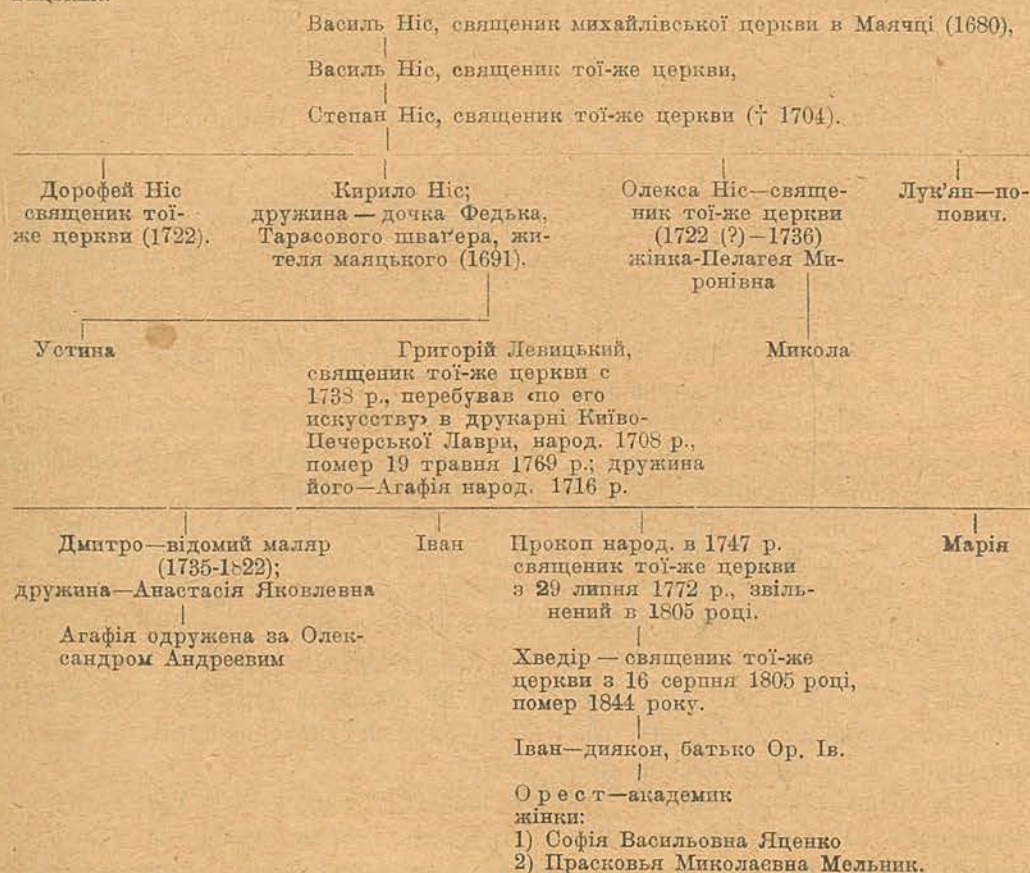 Василь Ніс, священик михайлівської церкви в Маячці (1680),
Василь Ніс, священик тої-же церкви,
Степан Ніс, священик тої-же церкви († 1704).
Дорофей Ніс
священик тої-
же церкви (1722).
Кирило Ніс;
дружина — дочка Федька,
Тарасового шваґера, жи-
теля маяцького (1691).
Олекса Ніс—свяще-
ник тої-же церкви
(1722 (?)—1736)
жінка-Пелагея Ми-
ронівна
Лук'ян—по-
пович.
Устина
Григорій Левицький,
священик тої-же церкви с
1738 р., перебував «по его
искусству» в друкарні Київо-
Печерської Лаври, народ. 1708 р.,
помер 19 травня 1769 р.; дружина
його—Агафія народ. 1716 р.
Микола
Дмитро—відомий маляр
(1735-1822);
дружина—Анастасія Яковлевна
Агафія одружена за Олек-
сандром Андреевим
Іван
Прокоп народ. в 1747 р.
священик тої-же церкви
з 29 липня 1772 р., звіль-
нений в 1805 році.
Хведір — священик тої-же
церкви з 16 серпня 1805 році,
помер 1844 року.
Іван—диякон, батько Ор. Ів.
Орест—академик
жінки:
1) Софія Васильовна Яценко
2) Прасковья Миколаєвна Мельник.
Марія